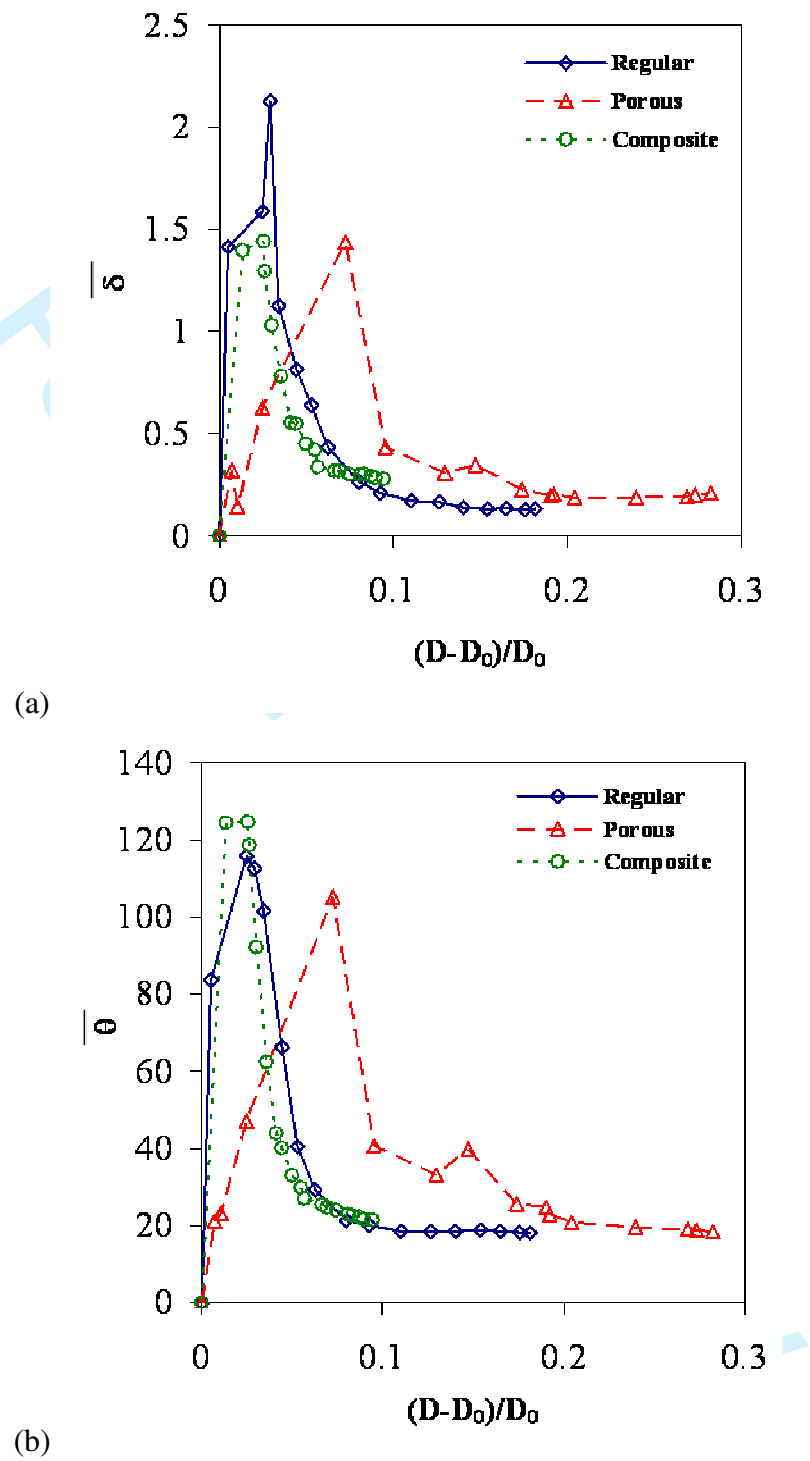 2.5
2
1.5
1
0.5
0
δ̅
Regular
Porous
Composite
0 0.1 0.2 0.3
(D-D₀)/D₀
(a)
140
120
100
80
60
40
20
0
θ̅
Regular
Porous
Composite
0 0.1 0.2 0.3
(D-D₀)/D₀
(b)